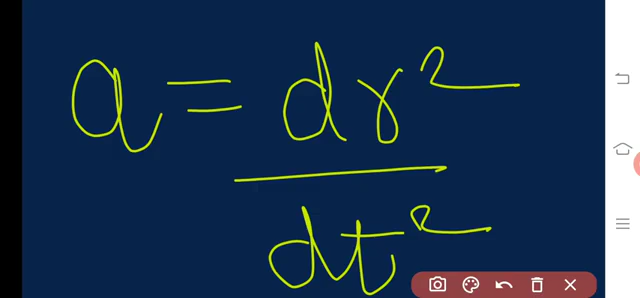 a = dr²
dt²